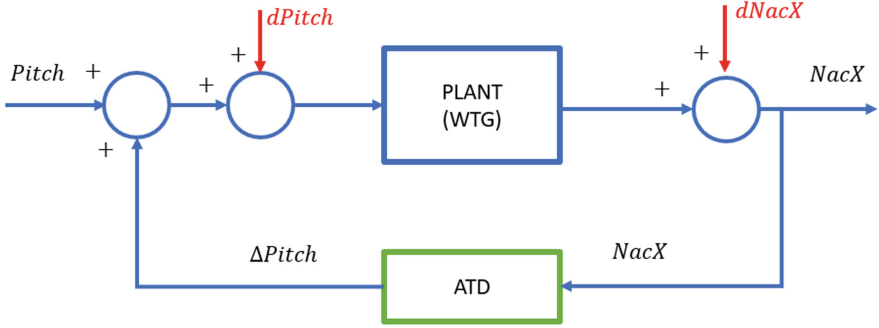 dPitch
dNacX
Pitch
+
+
+
PLANT
(WTG)
+
+
NacX
+
ΔPitch
ATD
NacX